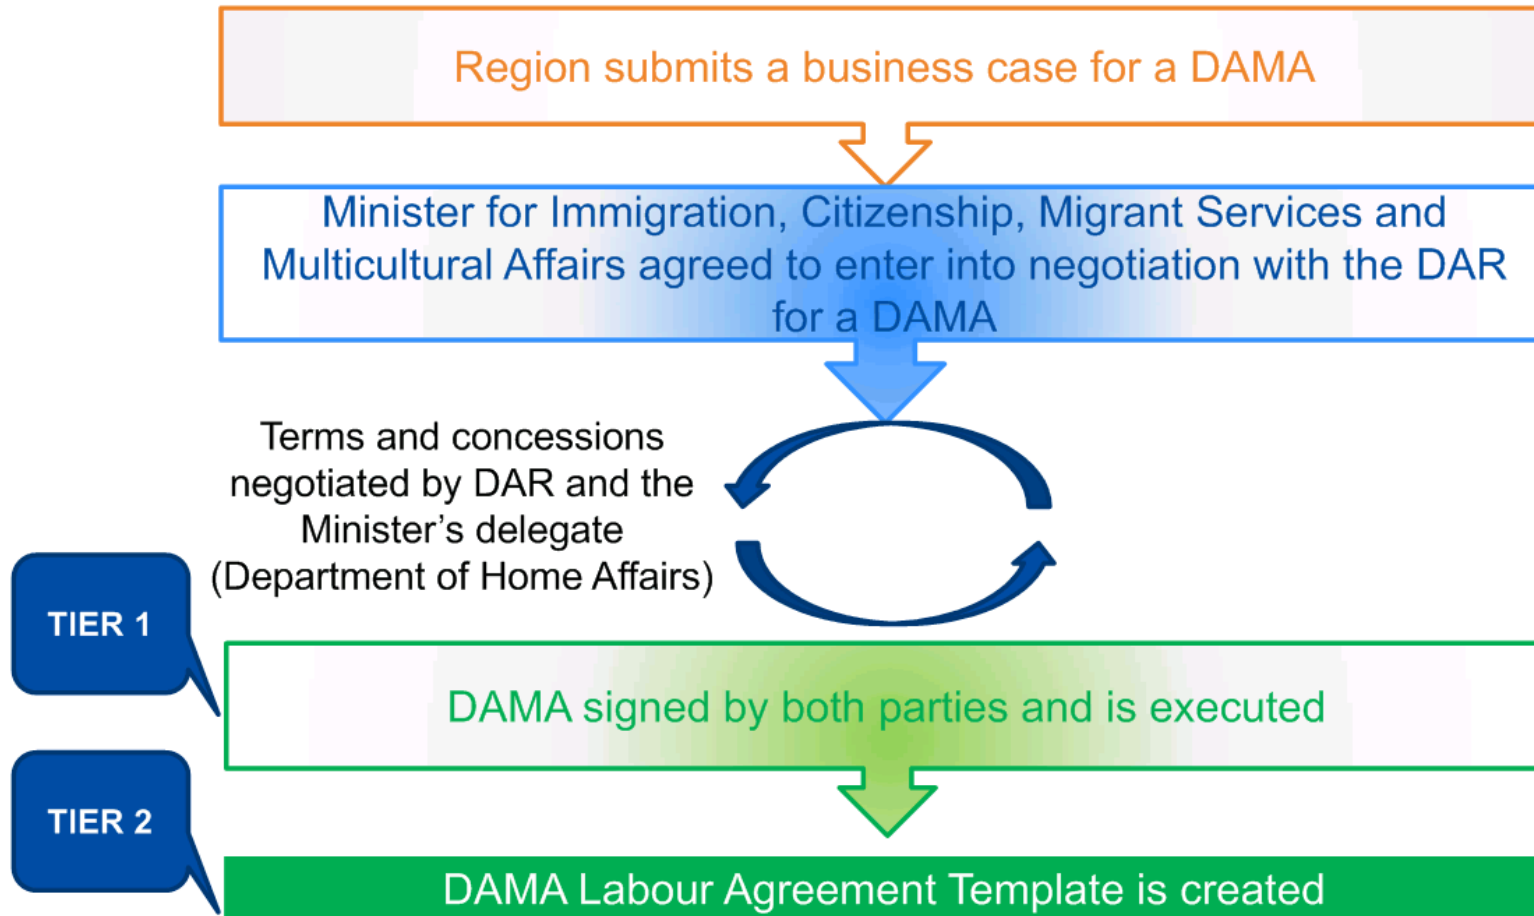 Region submits a business case for a DAMA
Minister for Immigration, Citizenship, Migrant Services and
Multicultural Affairs agreed to enter into negotiation with the DAR
for a DAMA
Terms and concessions
negotiated by DAR and the
Minister’s delegate
(Department of Home Affairs)
TIER 1
DAMA signed by both parties and is executed
TIER 2
DAMA Labour Agreement Template is created